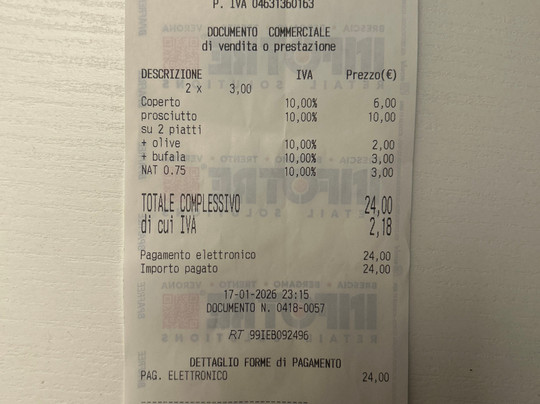 P. IVA 04631360163
DOCUMENTO COMMERCIALE
di vendita o prestazione
DESCRIZIONE IVA Prezzo(€)
2 x 3,00
Coperto 10,00% 6,00
prosciutto 10,00% 10,00
su 2 piatti
+ olive 10,00% 2,00
+ bufala 10,00% 3,00
NAT 0.75 10,00% 3,00
TOTALE COMPLESSIVO 24,00
di cui IVA 2,18
Pagamento elettronico 24,00
Importo pagato 24,00
17-01-2026 23:15
DOCUMENTO N. 0418-0057
RT 99IEB092496
DETTAGLIO FORME di PAGAMENTO
PAG. ELETTRONICO 24,00